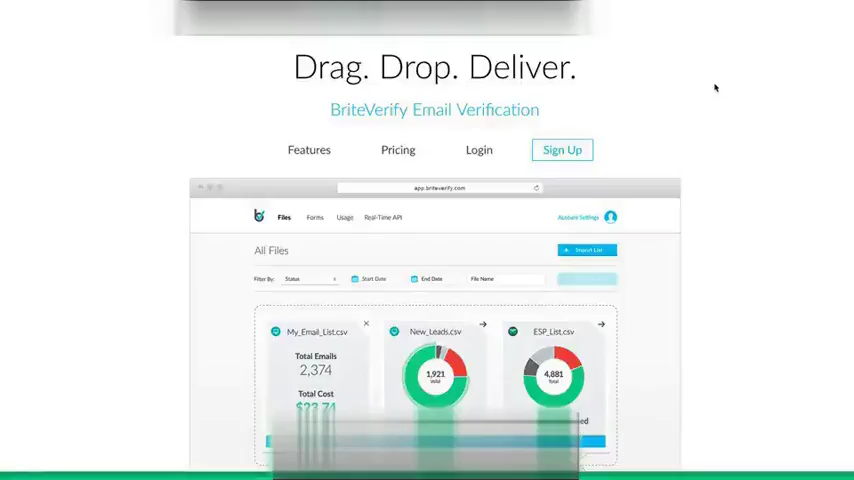 Drag. Drop. Deliver.
BriteVerify Email Verification
Features Pricing Login Sign Up
app.briteverify.com
Files Forms Usage Real-Time API Account Settings
All Files + Import List
Filter By: Status Start Date End Date File Name
My_Email_List.csv New_Leads.csv ESP_List.csv
Total Emails
2,374
1,921
Valid
4,881
Total
Total Cost
$23.74